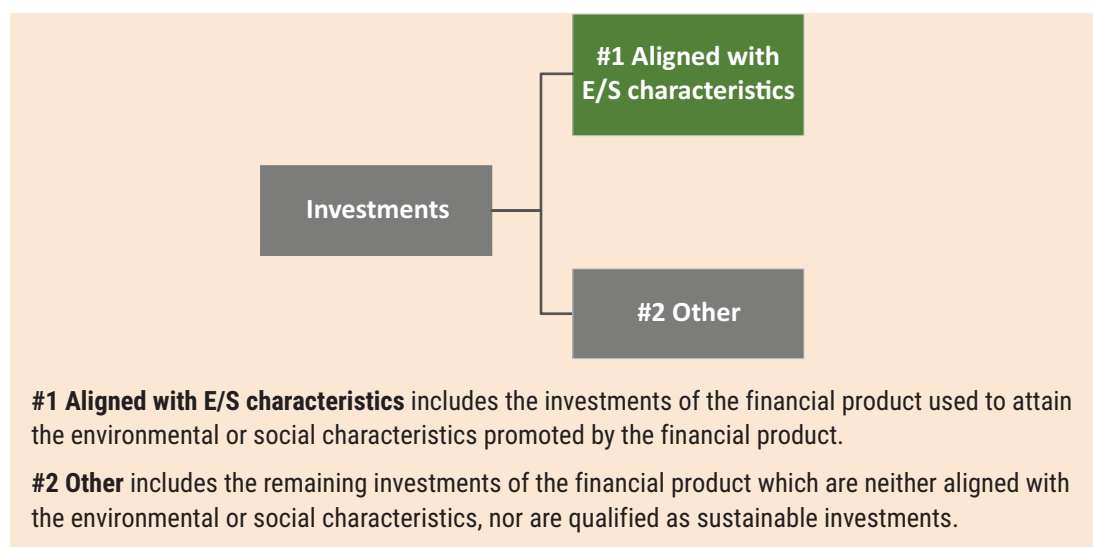 #1 Aligned with
E/S characteristics
Investments
#2 Other
#1 Aligned with E/S characteristics includes the investments of the financial product used to attain
the environmental or social characteristics promoted by the financial product.
#2 Other includes the remaining investments of the financial product which are neither aligned with
the environmental or social characteristics, nor are qualified as sustainable investments.